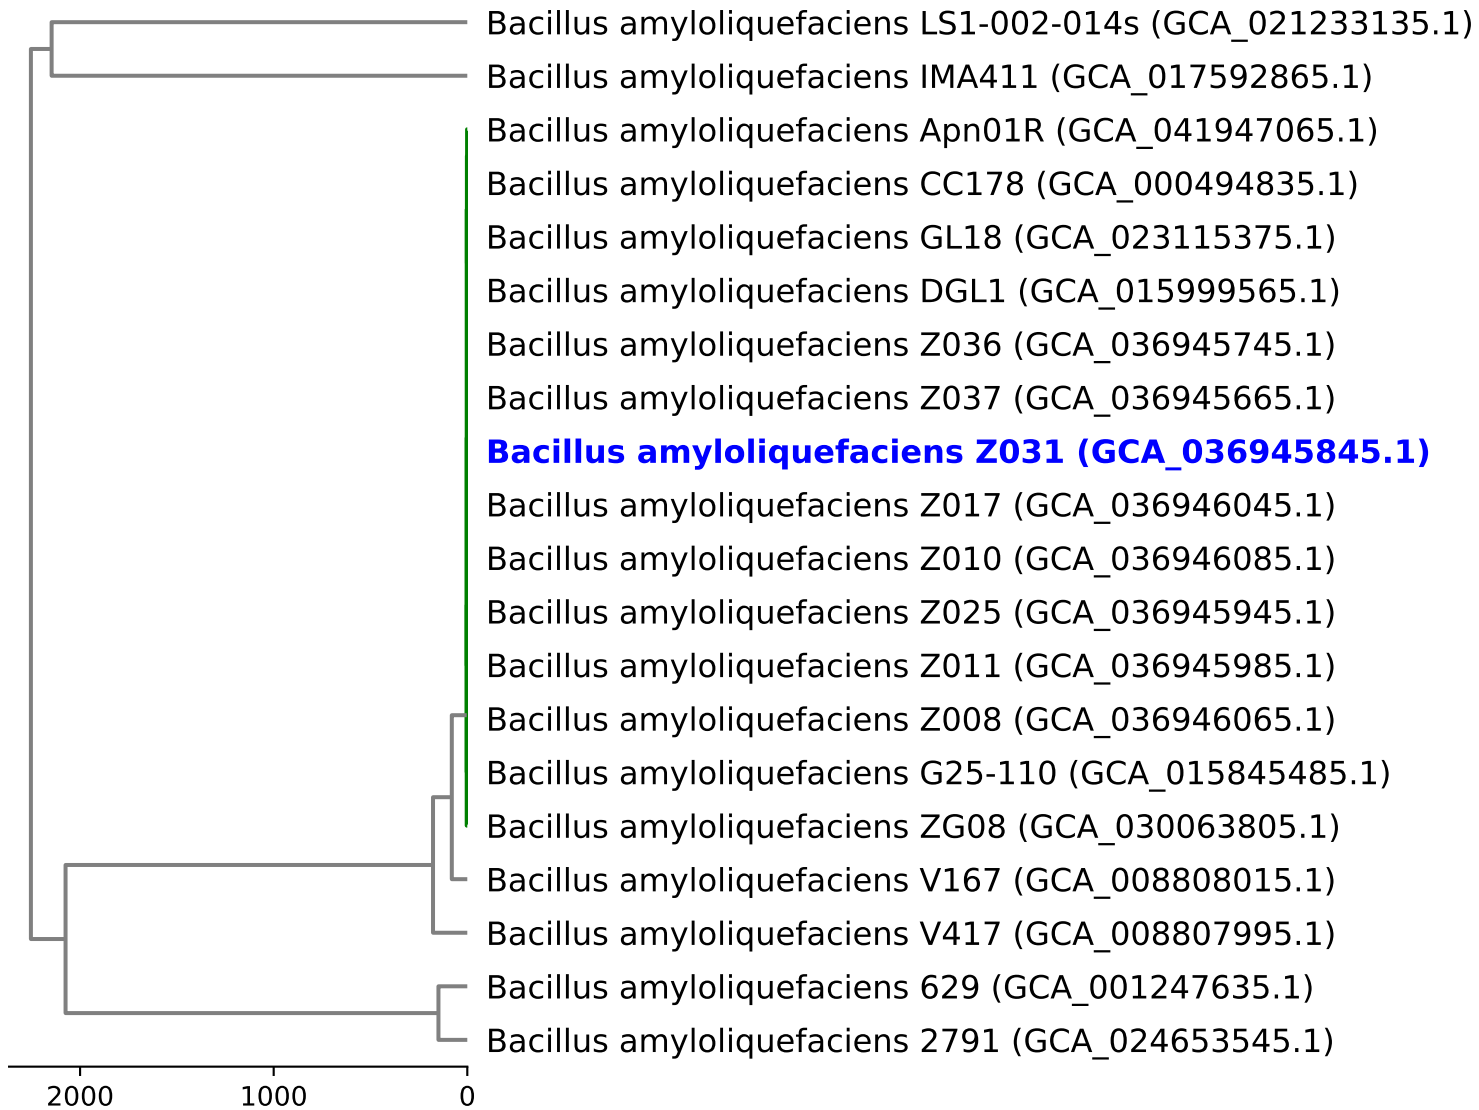 Bacillus amyloliquefaciens LS1-002-014s (GCA_021233135.1)
Bacillus amyloliquefaciens IMA411 (GCA_017592865.1)
Bacillus amyloliquefaciens Apn01R (GCA_041947065.1)
Bacillus amyloliquefaciens CC178 (GCA_000494835.1)
Bacillus amyloliquefaciens GL18 (GCA_023115375.1)
Bacillus amyloliquefaciens DGL1 (GCA_015999565.1)
Bacillus amyloliquefaciens Z036 (GCA_036945745.1)
Bacillus amyloliquefaciens Z037 (GCA_036945665.1)
Bacillus amyloliquefaciens Z031 (GCA_036945845.1)
Bacillus amyloliquefaciens Z017 (GCA_036946045.1)
Bacillus amyloliquefaciens Z010 (GCA_036946085.1)
Bacillus amyloliquefaciens Z025 (GCA_036945945.1)
Bacillus amyloliquefaciens Z011 (GCA_036945985.1)
Bacillus amyloliquefaciens Z008 (GCA_036946065.1)
Bacillus amyloliquefaciens G25-110 (GCA_015845485.1)
Bacillus amyloliquefaciens ZG08 (GCA_030063805.1)
Bacillus amyloliquefaciens V167 (GCA_008808015.1)
Bacillus amyloliquefaciens V417 (GCA_008807995.1)
Bacillus amyloliquefaciens 629 (GCA_001247635.1)
Bacillus amyloliquefaciens 2791 (GCA_024653545.1)
2000 1000 0